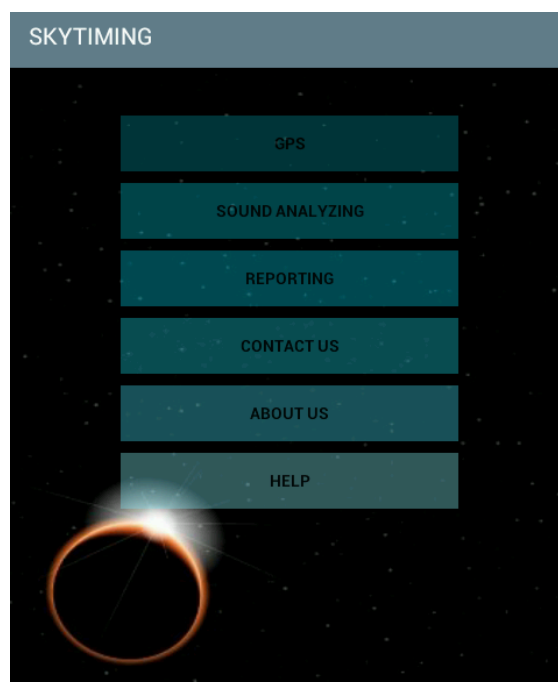 SKYTIMING
GPS
SOUND ANALYZING
REPORTING
CONTACT US
ABOUT US
HELP